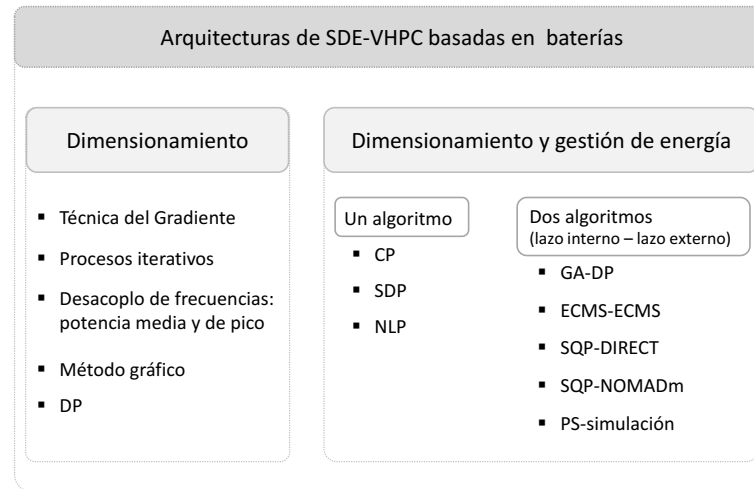 Arquitecturas de SDE-VHPC basadas en baterías
Dimensionamiento
▪ Técnica del Gradiente
▪ Procesos iterativos
▪ Desacoplo de frecuencias:
potencia media y de pico
▪ Método gráfico
▪ DP
Dimensionamiento y gestión de energía
Un algoritmo
▪ CP
▪ SDP
▪ NLP
Dos algoritmos
(lazo interno – lazo externo)
▪ GA-DP
▪ ECMS-ECMS
▪ SQP-DIRECT
▪ SQP-NOMADm
▪ PS-simulación